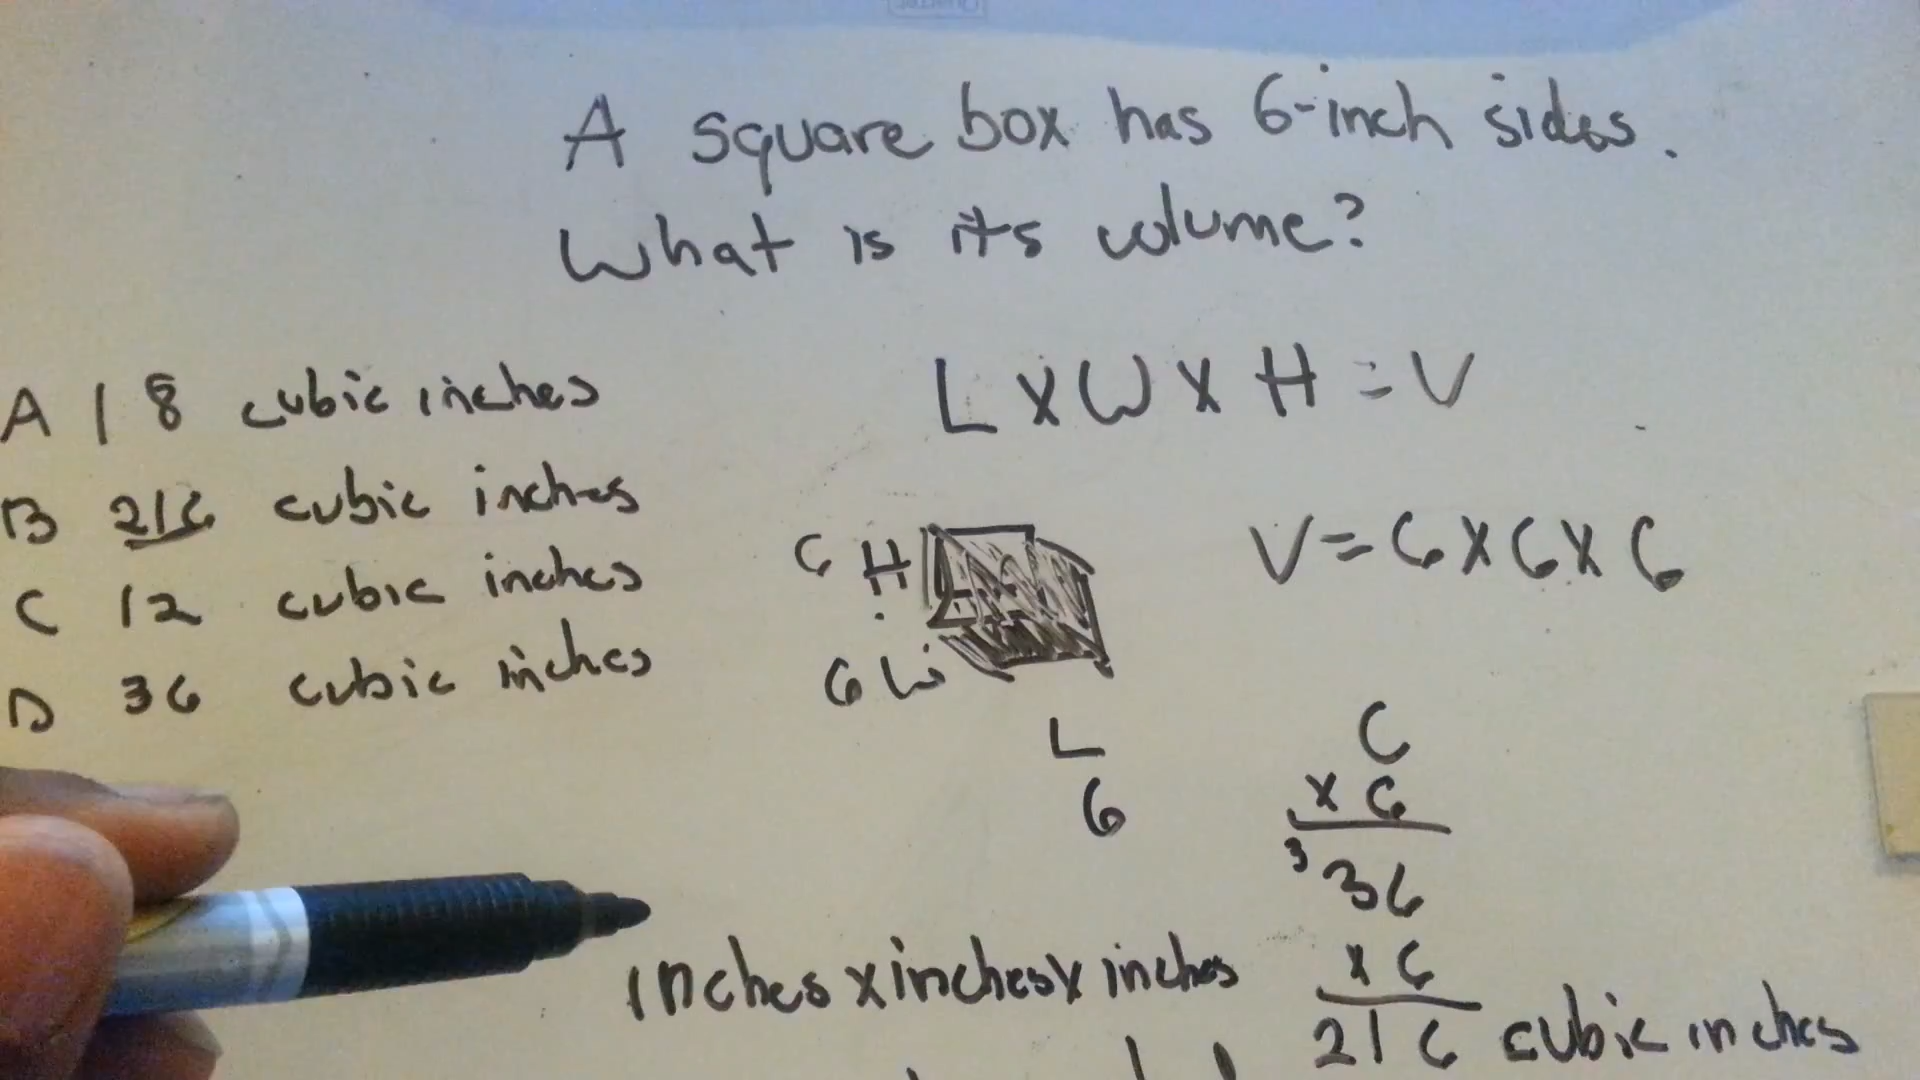 A square box has 6-inch sides.
What is its volume?
L x W x H = V
A 18 cubic inches
B 216 cubic inches
C 12 cubic inches
D 36 cubic inches
V = 6 x 6 x 6
6 H
6 W
L
6
6
x 6
3 36
x 6
216 cubic inches
inches x inches x inches